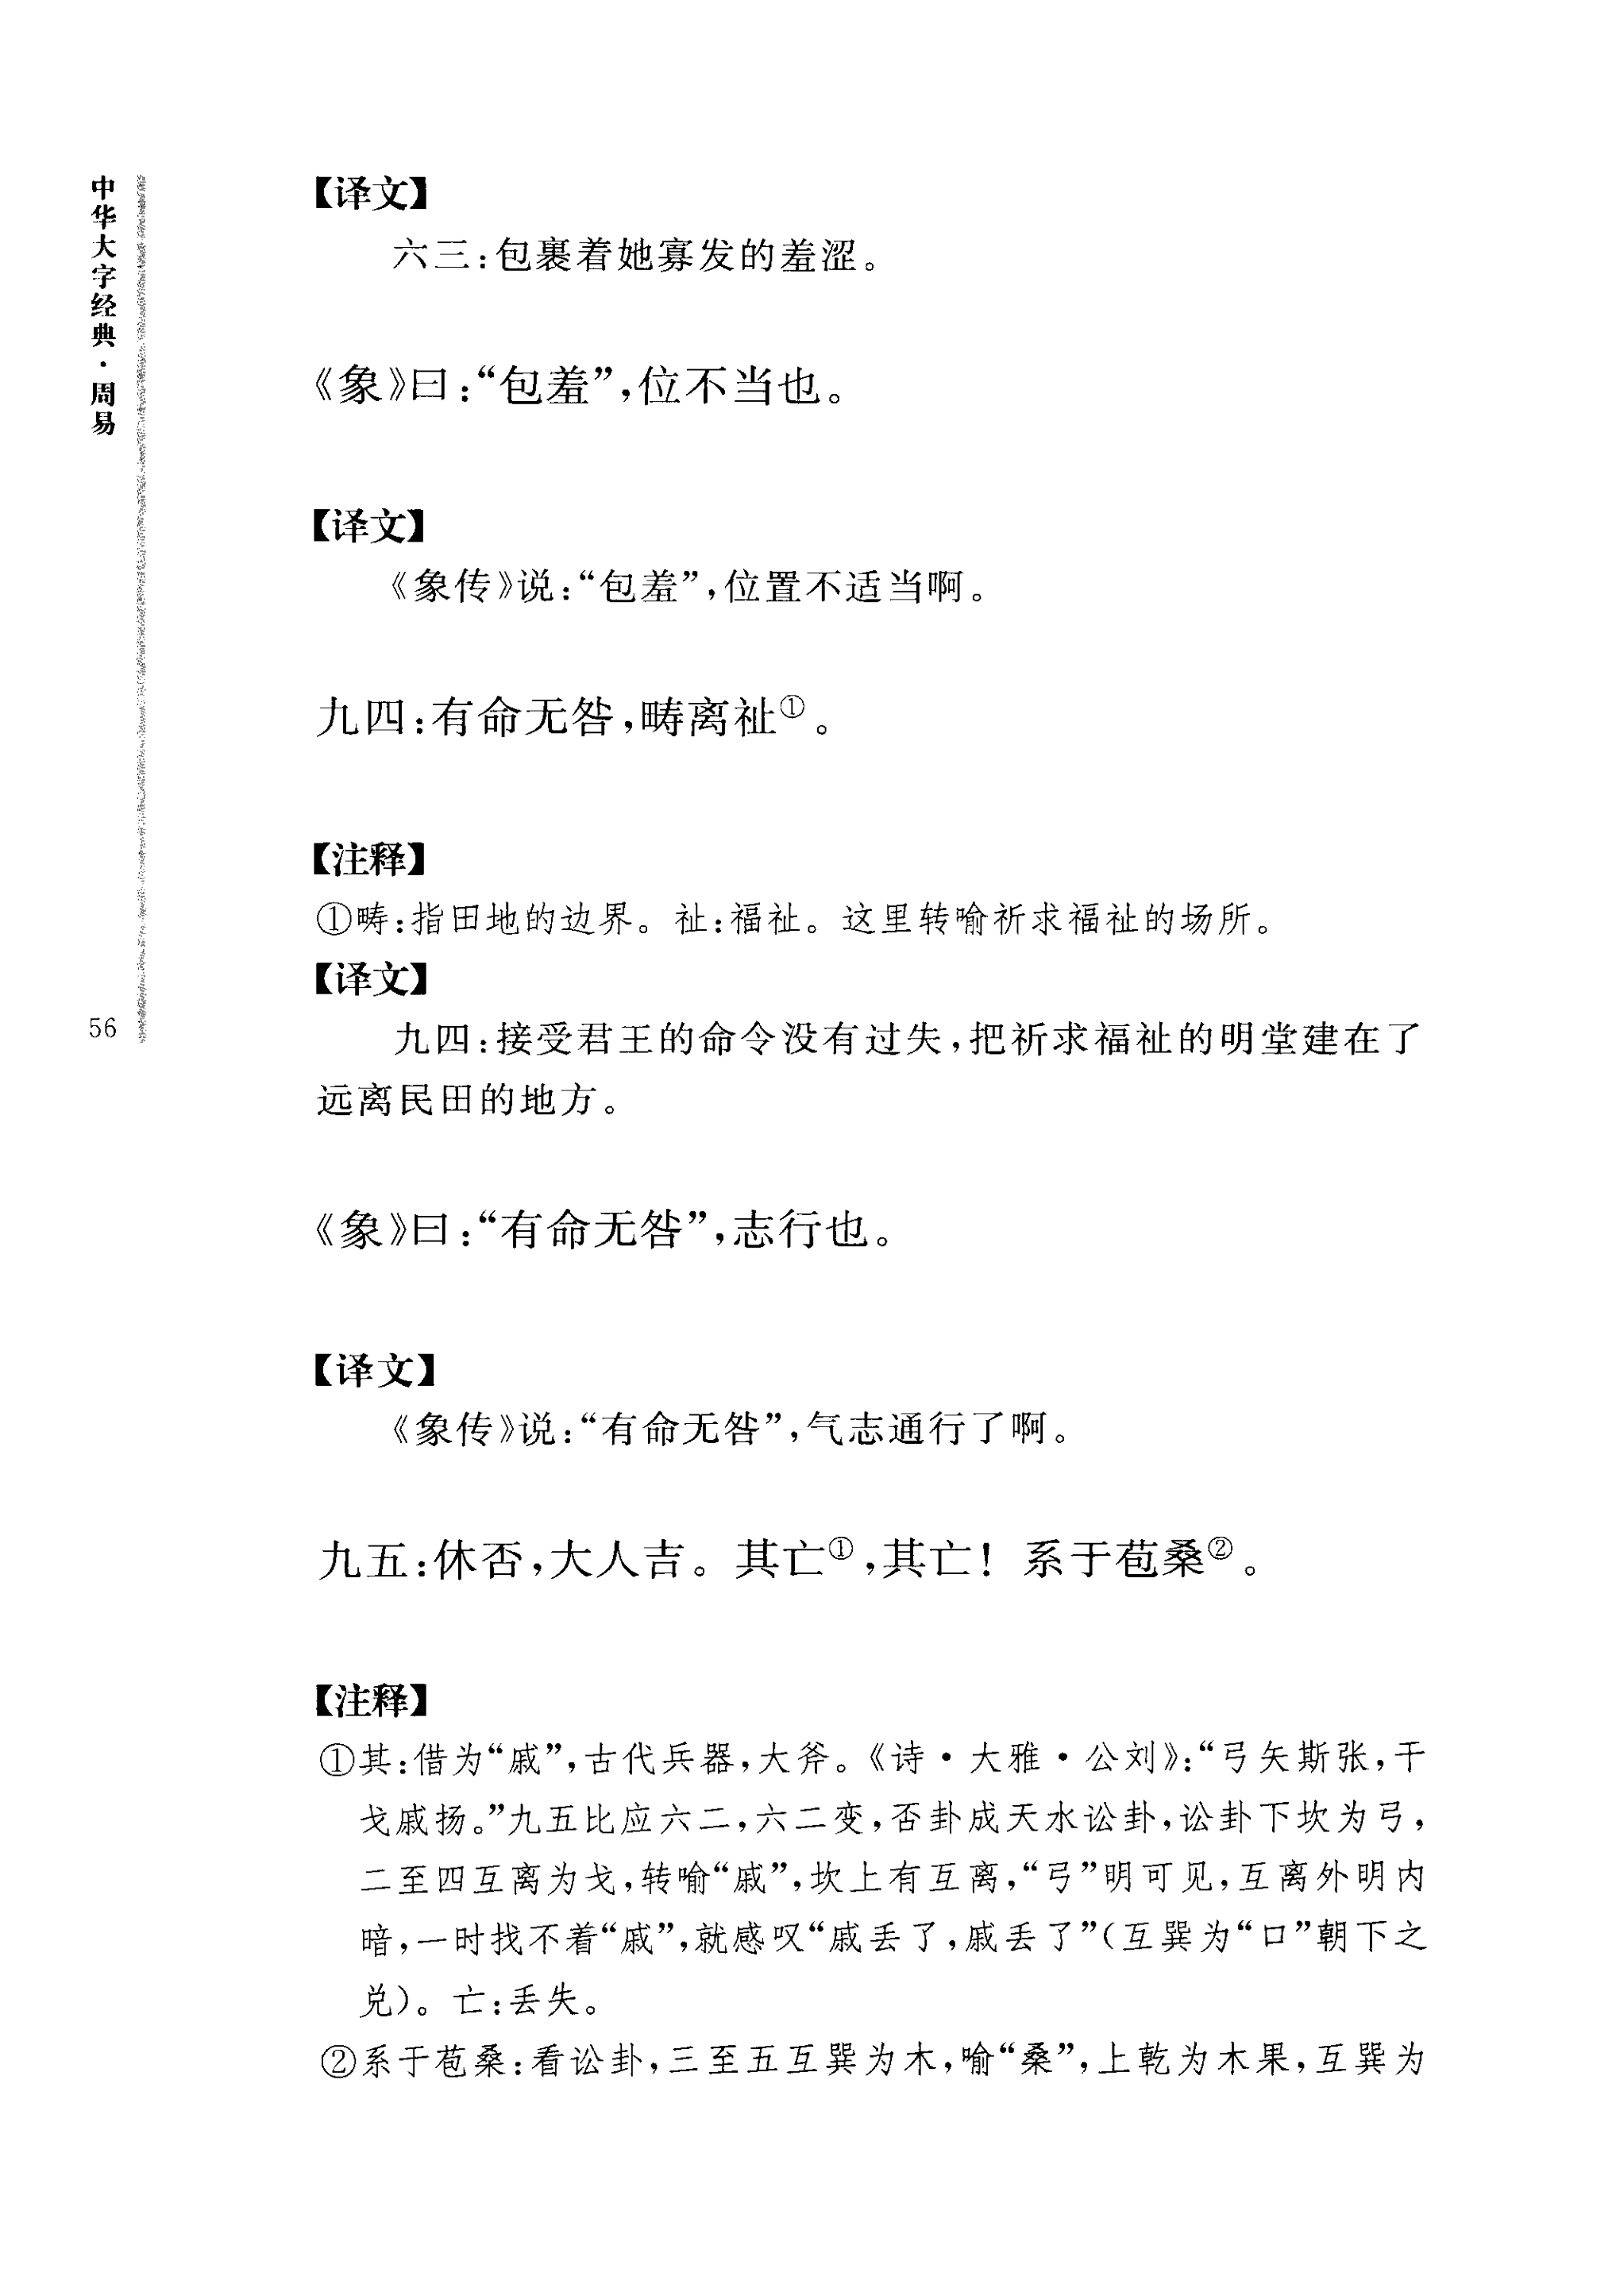 中华大字经典·周易
56
【译文】
六三:包裹着她寡发的羞涩。
《象》曰:“包羞”,位不当也。
【译文】
《象传》说:“包羞”,位置不适当啊。
九四:有命无咎,畴离祉①。
【注释】
①畴:指田地的边界。祉:福祉。这里转喻祈求福祉的场所。
【译文】
九四:接受君王的命令没有过失,把祈求福祉的明堂建在了
远离民田的地方。
《象》曰:“有命无咎”,志行也。
【译文】
《象传》说:“有命无咎”,气志通行了啊。
九五:休否,大人吉。其亡①,其亡! 系于苞桑②。
【注释】
①其:借为“戚”,古代兵器,大斧。《诗·大雅·公刘》:“弓矢斯张,干
戈戚扬。”九五比应六二,六二变,否卦成天水讼卦,讼卦下坎为弓,
二至四互离为戈,转喻“戚”,坎上有互离,“弓”明可见,互离外明内
暗,一时找不着“戚”,就感叹“戚丢了,戚丢了”(互巽为“口”朝下之
兑)。亡:丢失。
②系于苞桑:看讼卦,三至五互巽为木,喻“桑”,上乾为木果,互巽为